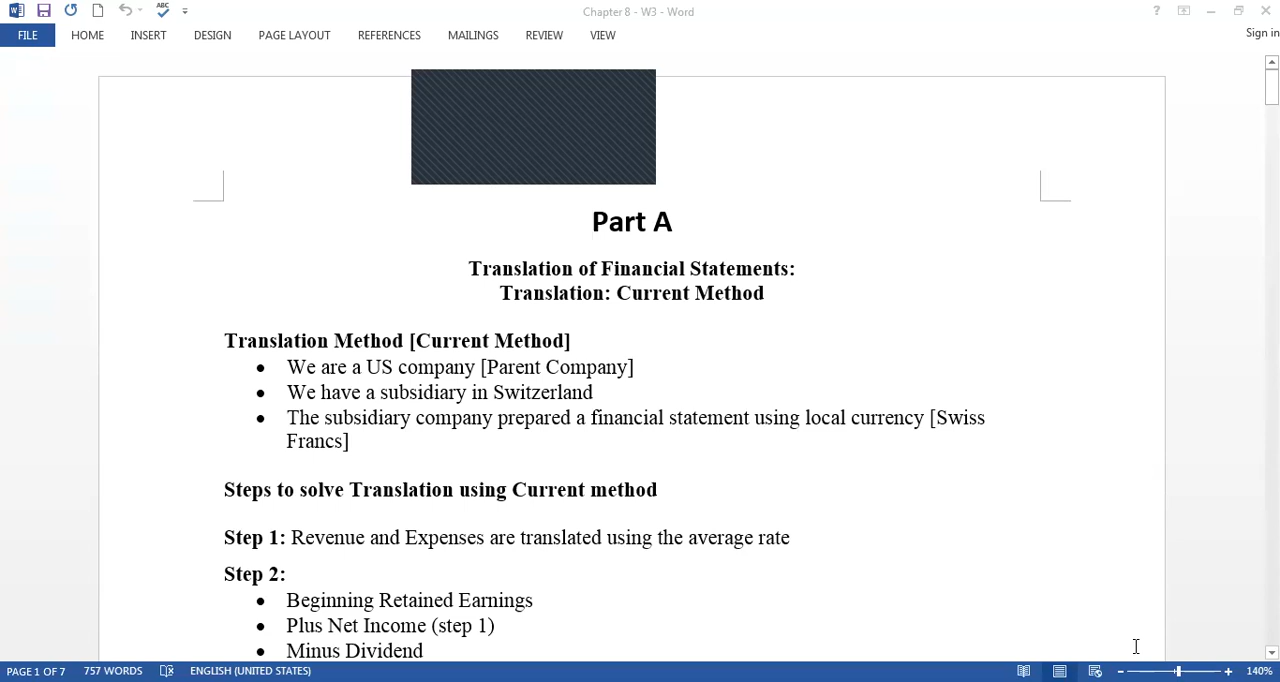 ABC
Chapter 8 - W3 - Word
?
Sign in
FILE HOME INSERT DESIGN PAGE LAYOUT REFERENCES MAILINGS REVIEW VIEW
Part A
Translation of Financial Statements:
Translation: Current Method
Translation Method [Current Method]
• We are a US company [Parent Company]
• We have a subsidiary in Switzerland
• The subsidiary company prepared a financial statement using local currency [Swiss
Francs]
Steps to solve Translation using Current method
Step 1: Revenue and Expenses are translated using the average rate
Step 2:
• Beginning Retained Earnings
• Plus Net Income (step 1)
• Minus Dividend
PAGE 1 OF 7 757 WORDS ENGLISH (UNITED STATES) 140%